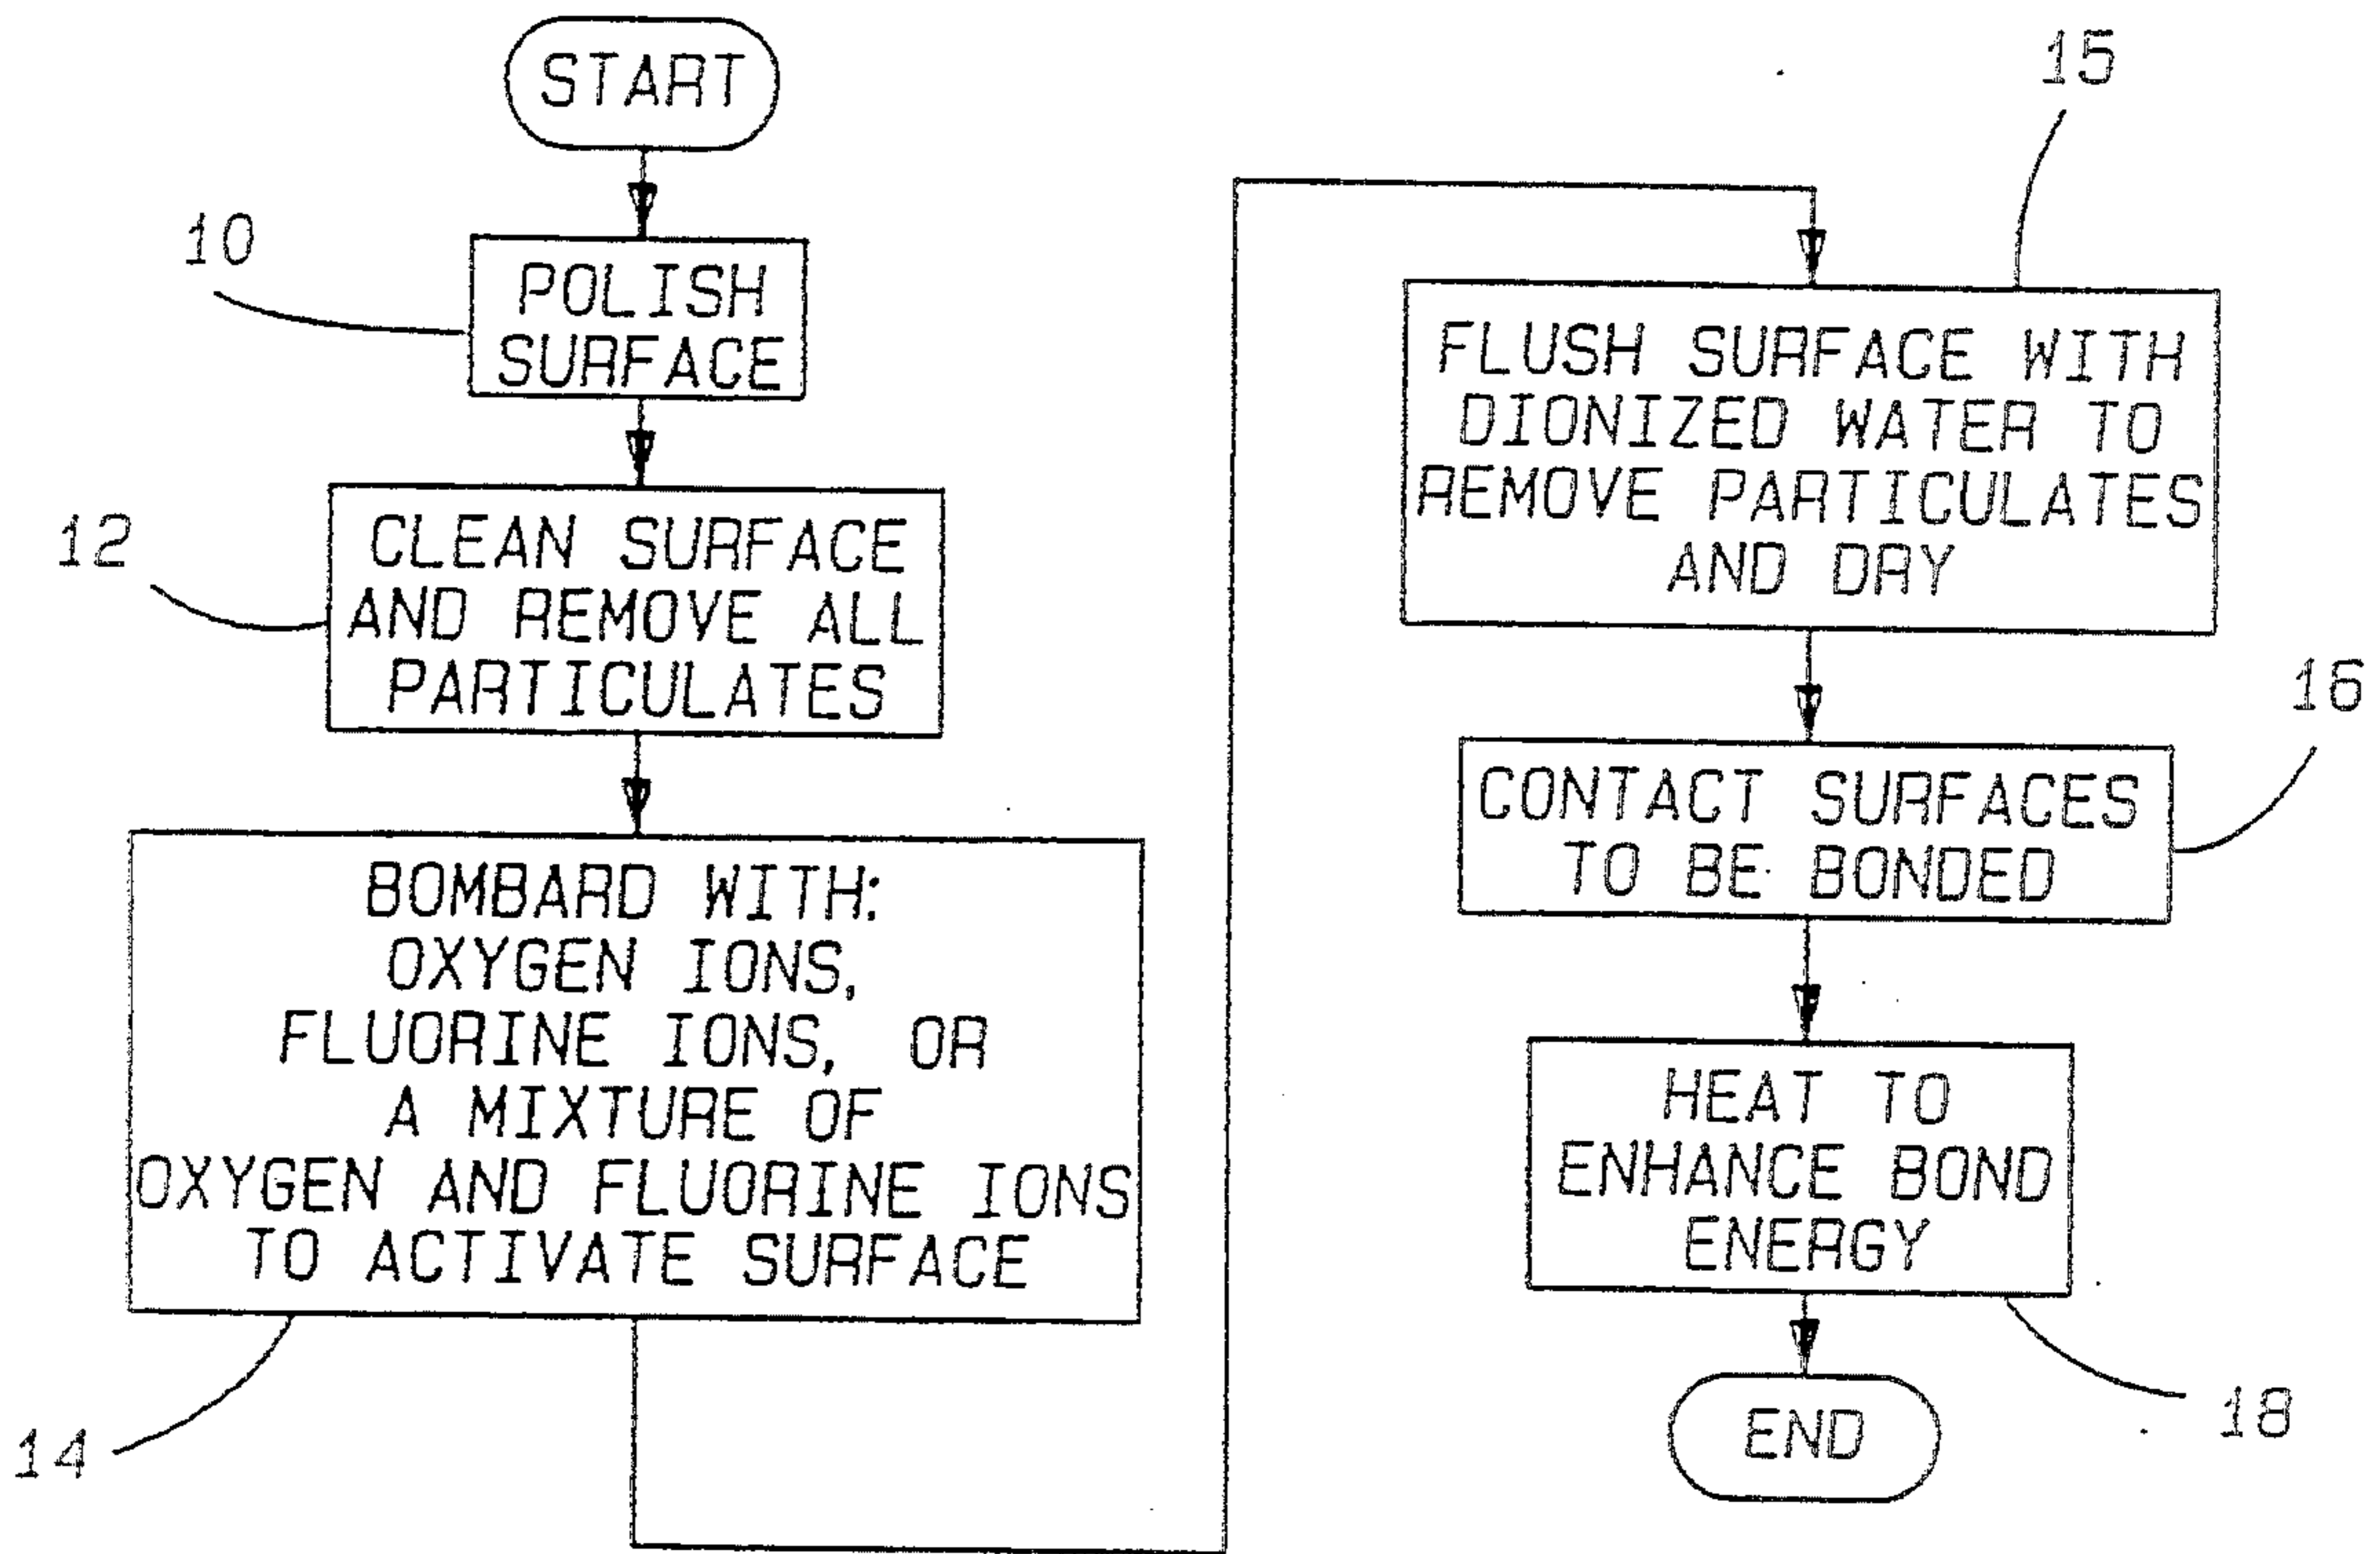 START
10
POLISH
SURFACE
12
CLEAN SURFACE
AND REMOVE ALL
PARTICULATES
BOMBARD WITH:
OXYGEN IONS,
FLUORINE IONS, OR
A MIXTURE OF
OXYGEN AND FLUORINE IONS
TO ACTIVATE SURFACE
14
15
FLUSH SURFACE WITH
DIONIZED WATER TO
REMOVE PARTICULATES
AND DRY
16
CONTACT SURFACES
TO BE BONDED
HEAT TO
ENHANCE BOND
ENERGY
18
END